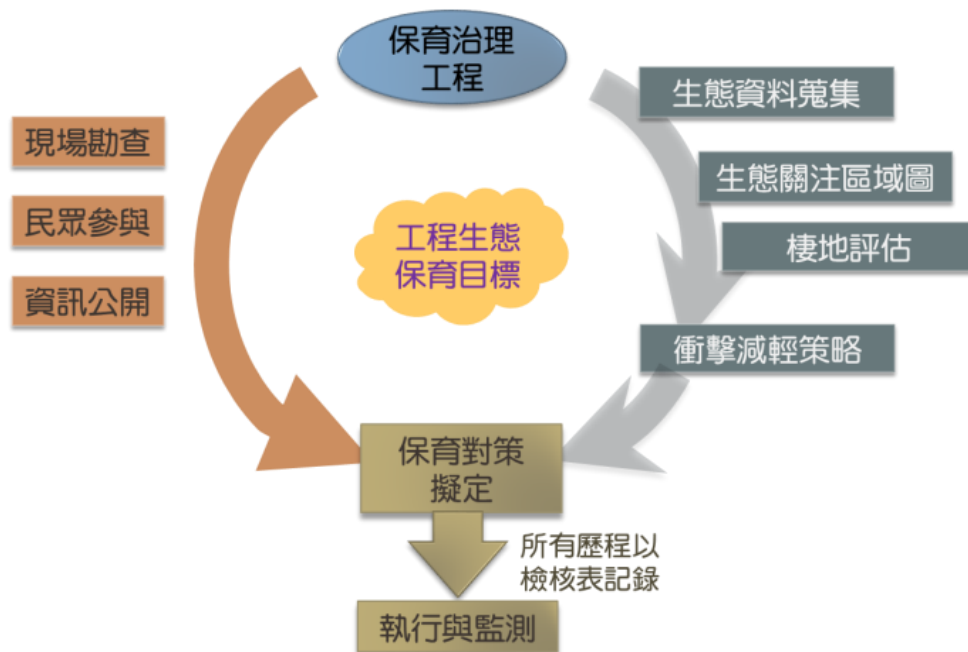 保育治理
工程
生態資料蒐集
現場勘查
生態關注區域圖
民眾參與
工程生態
保育目標
棲地評估
資訊公開
衝擊減輕策略
保育對策
擬定
所有歷程以
檢核表記錄
執行與監測